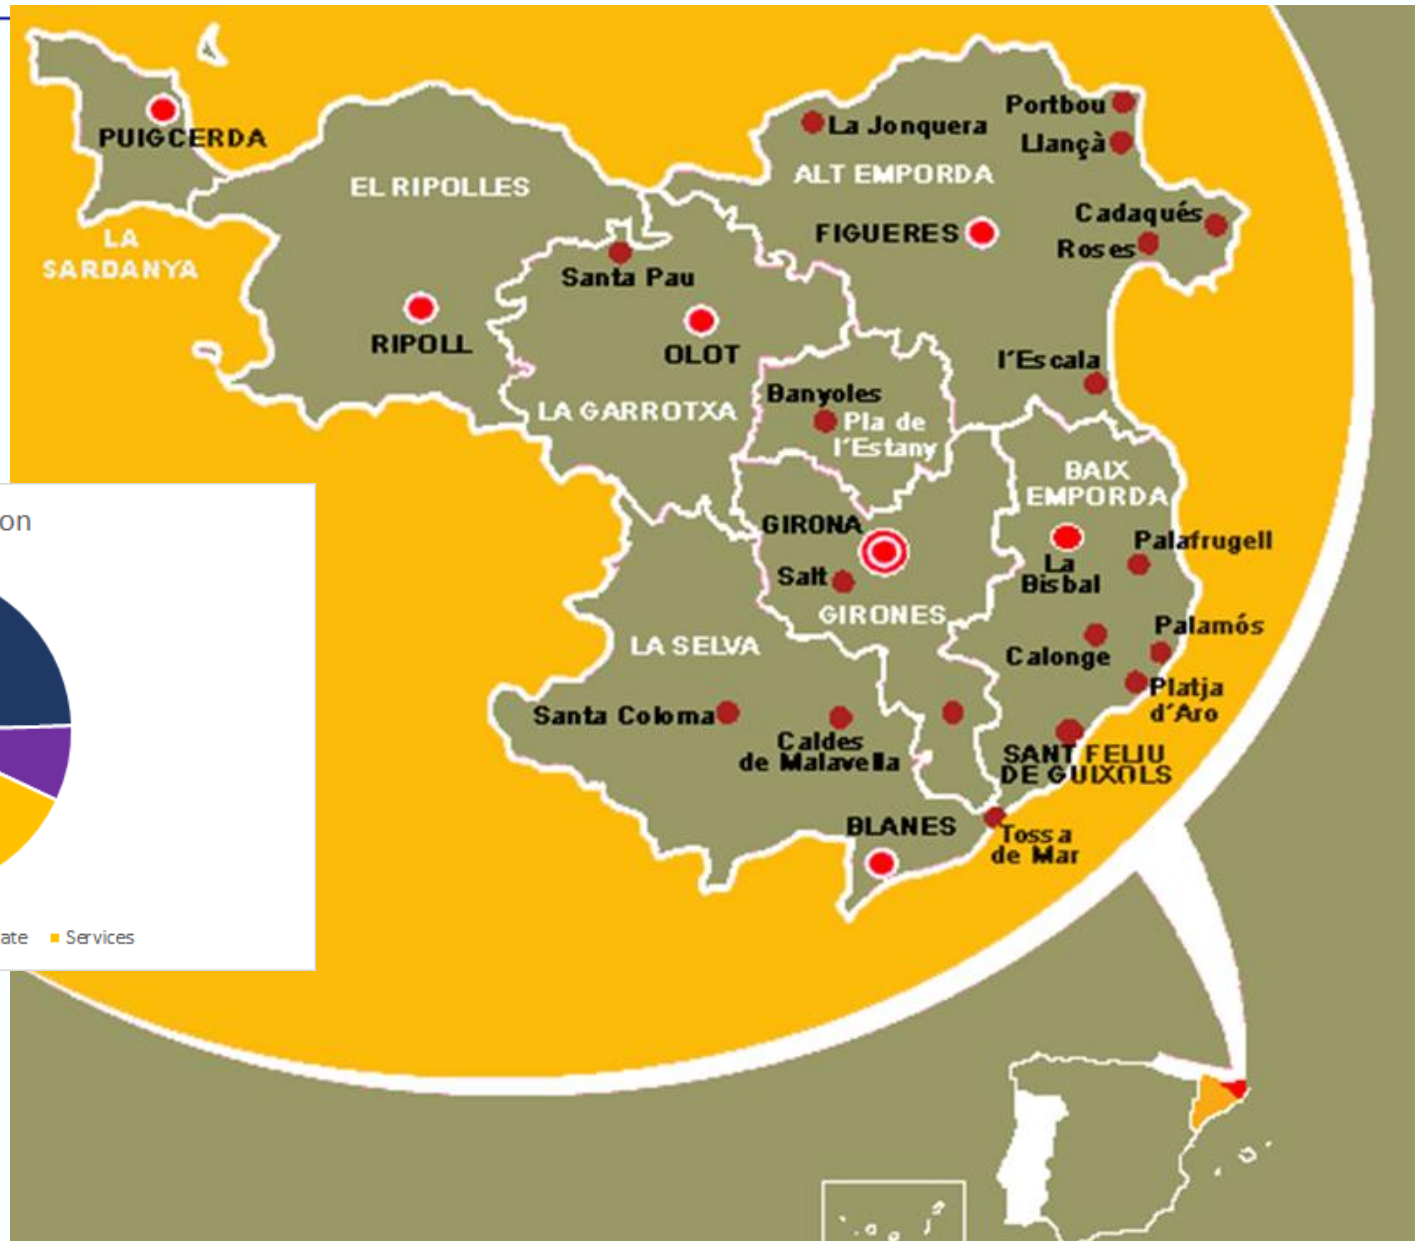 PUIGCERDA
LA
SARDANYA
EL RIPOLLES
RIPOLL
Santa Pau
OLOT
LA GARROTXA
La Jonquera
Portbou
Llançà
ALT EMPORDA
FIGUERES
Cadaqués
Roses
l'Escala
Banyoles
Pla de
l'Estany
BAIX
EMPORDA
GIRONA
Salt
GIRONES
La
Bisbal
Palafrugell
Palamós
Calonge
Platja
d'Aro
LA SELVA
Santa Coloma
Caldes
de Malavella
SANT FELIU
DE GUIXOLS
BLANES
Tossa
de Mar
on
ate
Services